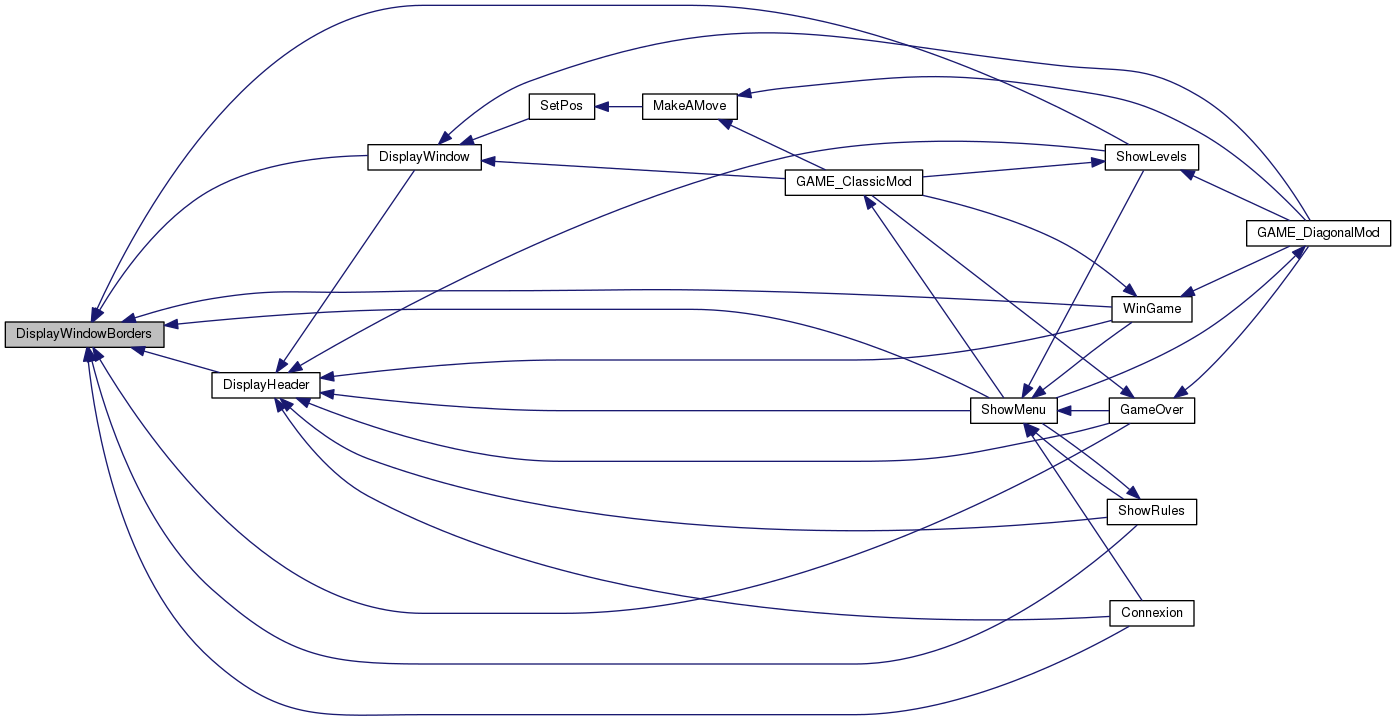 SetPos
MakeAMove
DisplayWindow
ShowLevels
GAME_ClassicMod
GAME_DiagonalMod
WinGame
DisplayWindowBorders
DisplayHeader
ShowMenu
GameOver
ShowRules
Connexion